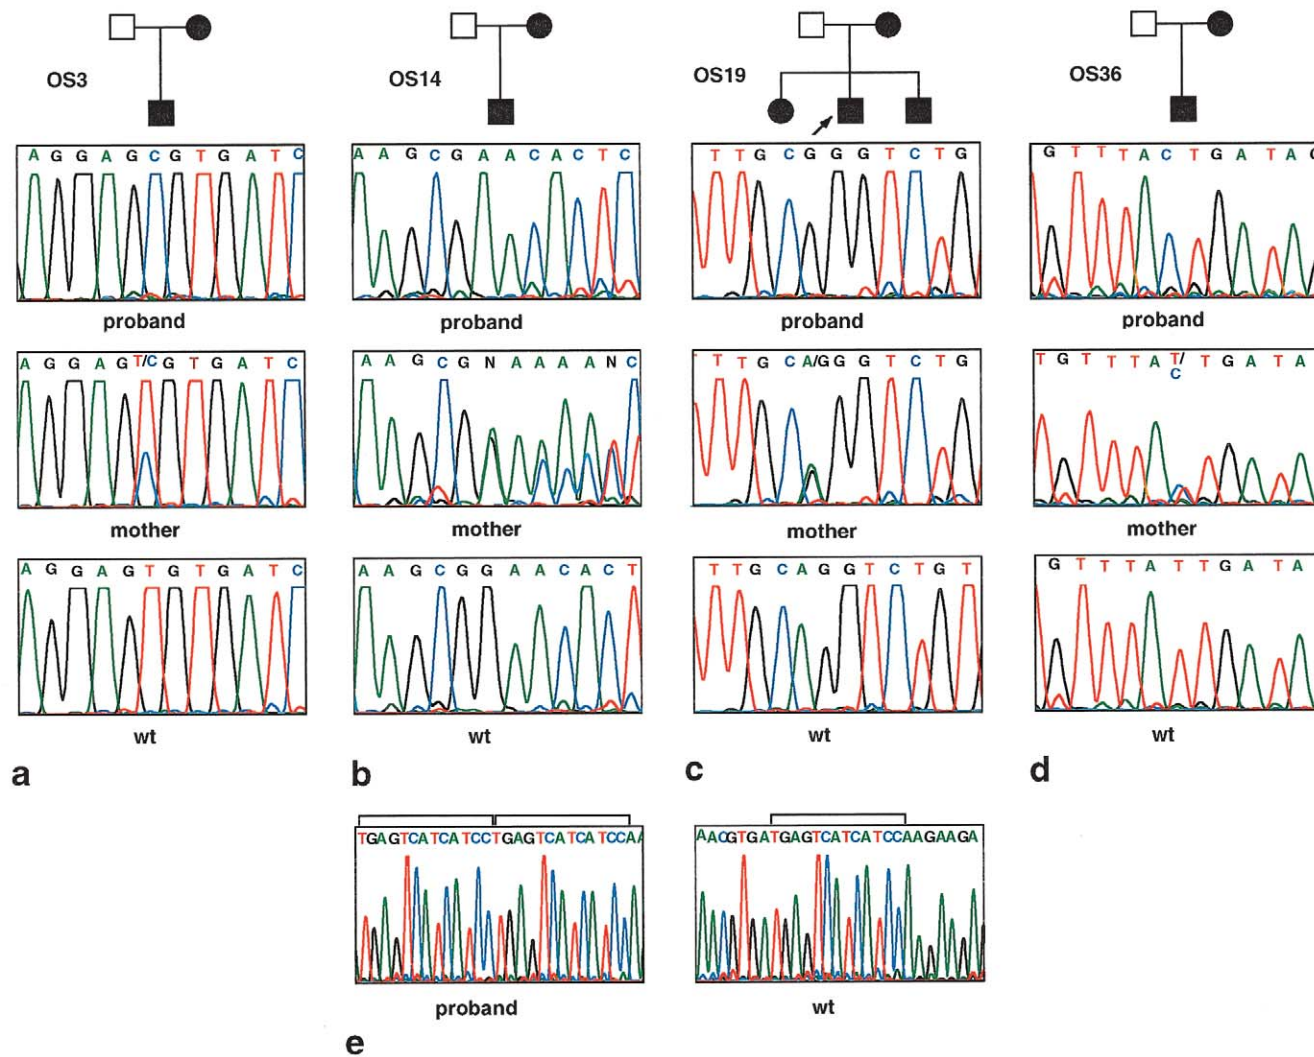 OS3
OS14
OS19
OS36
A G G A G C G T G A T C
A A G C G A A C A C T C
T T G C G G G T C T G
G T T T A C T G A T A C
proband
proband
proband
proband
A G G A G T/C G T G A T C
A A G C G N A A A A N C
T T G C A/G G G T C T G
T G T T T A T/ T G A T A
C
mother
mother
mother
mother
A G G A G T G T G A T C
A A G C G G A A C A C T
T T G C A G G T C T G T
G T T T A T T G A T A
wt
wt
wt
wt
a
b
c
d
TGAGTCATCATCCTGAGTCATCATCCAA
AACGTGATGAGTCATCATCCAAGAAGA
proband
wt
e